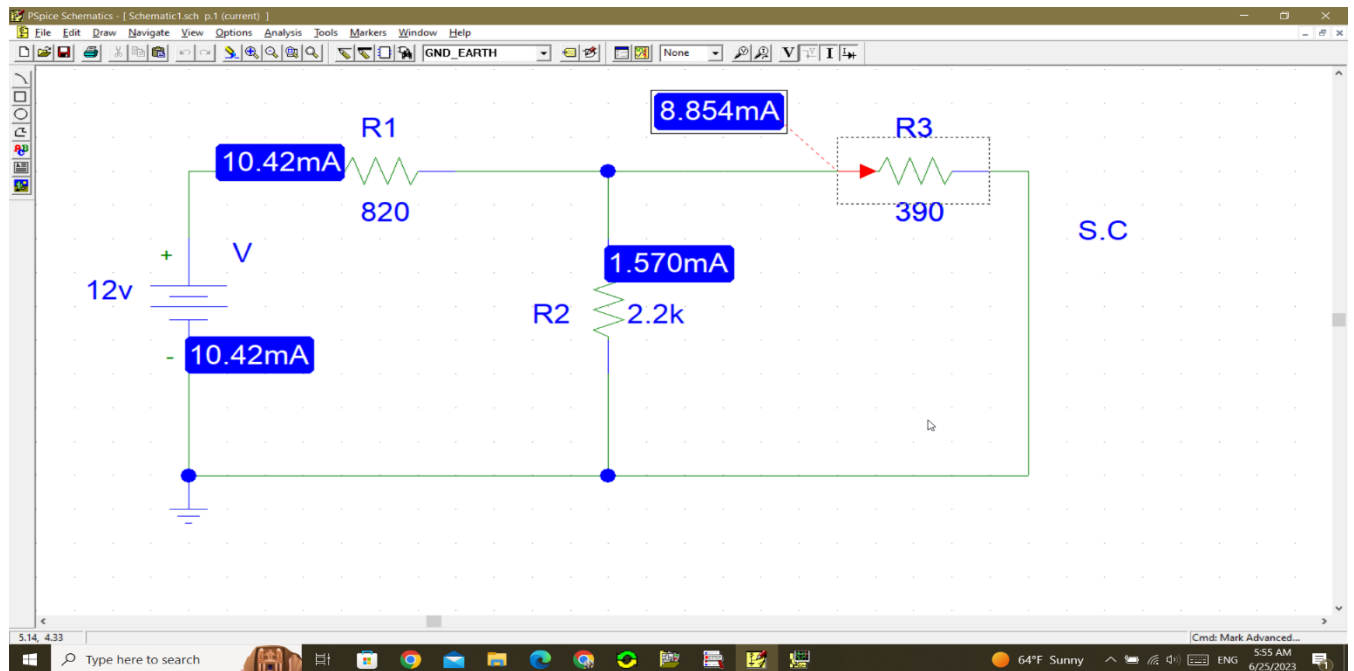 PSpice Schematics - [ Schematic1.sch p.1 (current) ]
File Edit Draw Navigate View Options Analysis Tools Markers Window Help
GND_EARTH None V I
8.854mA
R1 R3
10.42mA
820 390
S.C
+ V
1.570mA
12v
R2 2.2k
- 10.42mA
5.14, 4.33 Cmd: Mark Advanced...
Type here to search 64°F Sunny ENG 5:55 AM
6/25/2023